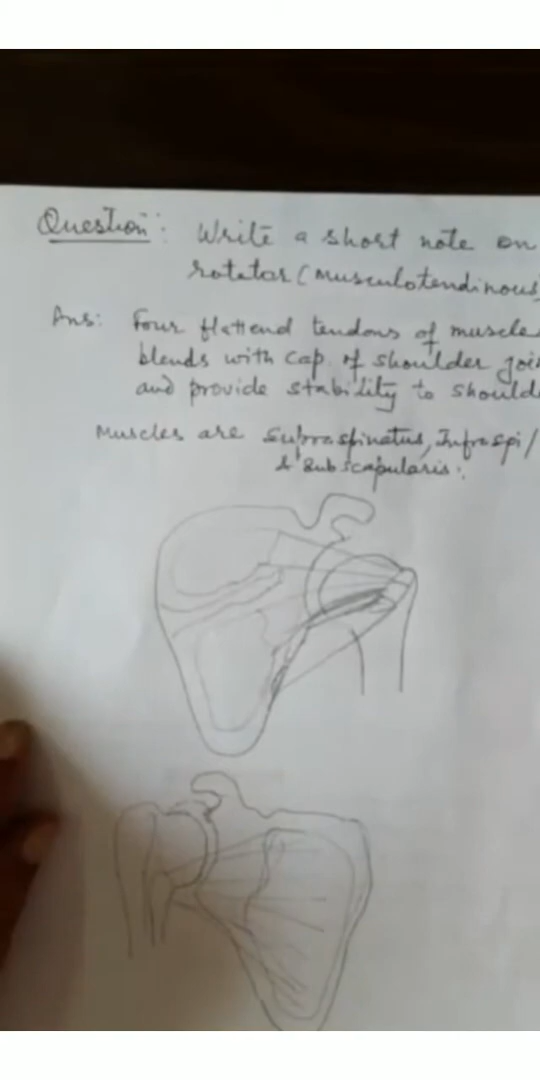 Question: Write a short note on
rotator (Musculotendinous)
Ans: Four flattend tendons of muscle
blends with cap. of shoulder join
and provide stability to should
Muscles are Supraspinatus, Infraspi/
& Subscapularis.